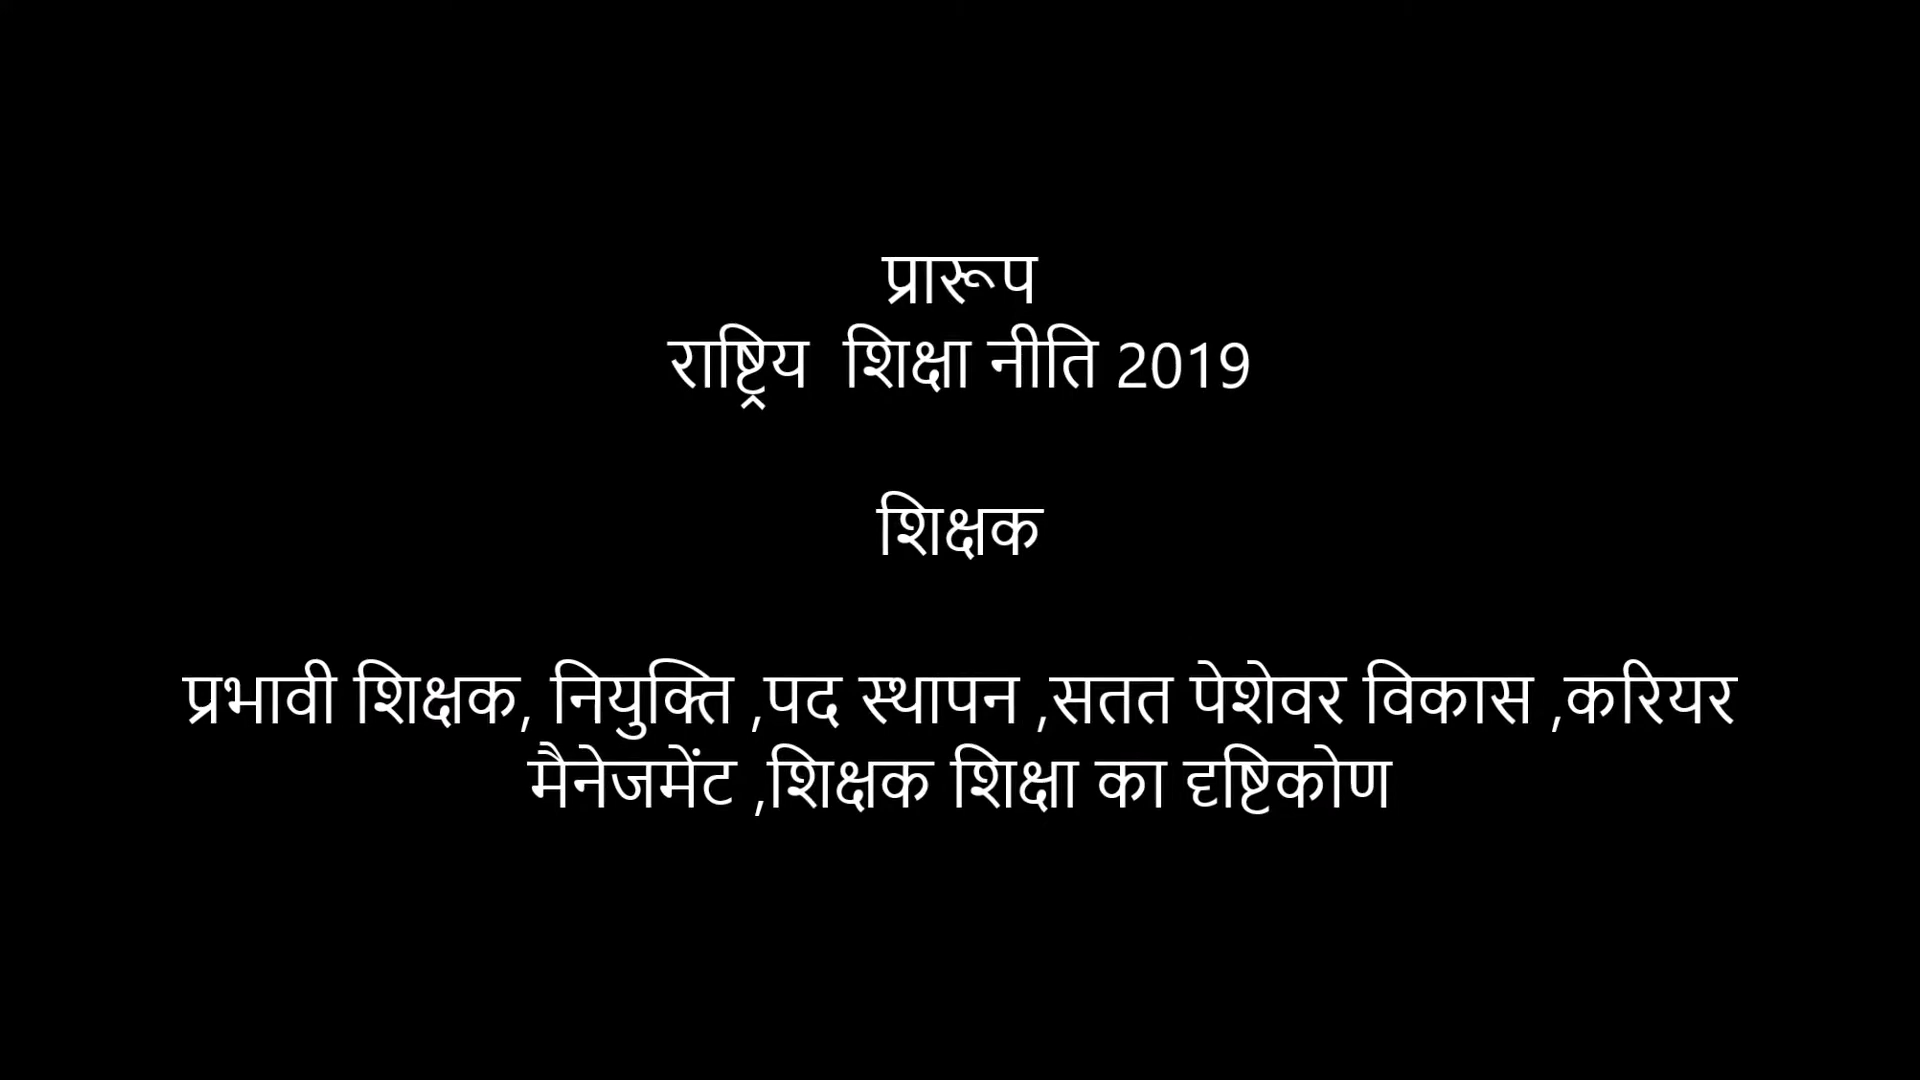 प्रारूप
राष्ट्रिय  शिक्षा नीति 2019
शिक्षक
प्रभावी शिक्षक, नियुक्ति ,पद स्थापन ,सतत पेशेवर विकास ,करियर
मैनेजमेंट ,शिक्षक शिक्षा का दृष्टिकोण